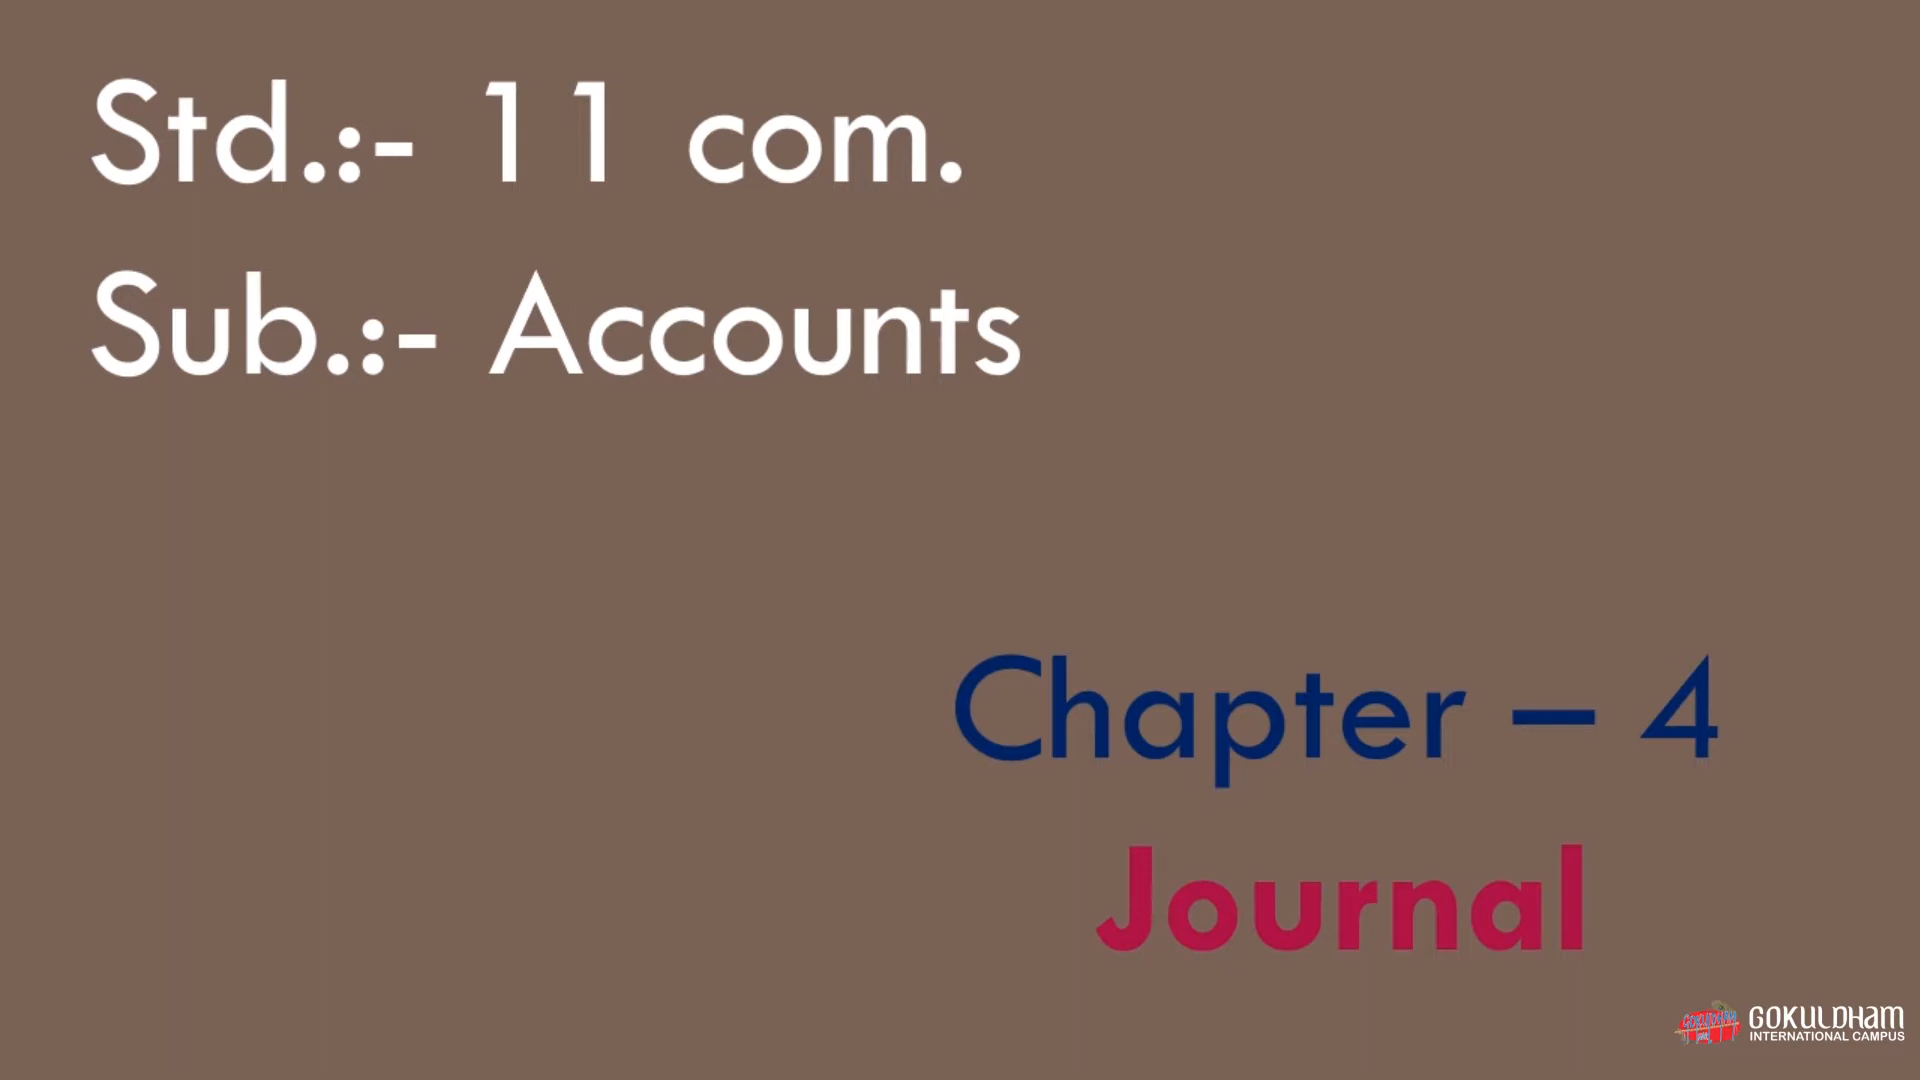 Std.:- 11 com.
Sub.:- Accounts
Chapter – 4
Journal
GOKULDHAM
INTERNATIONAL CAMPUS